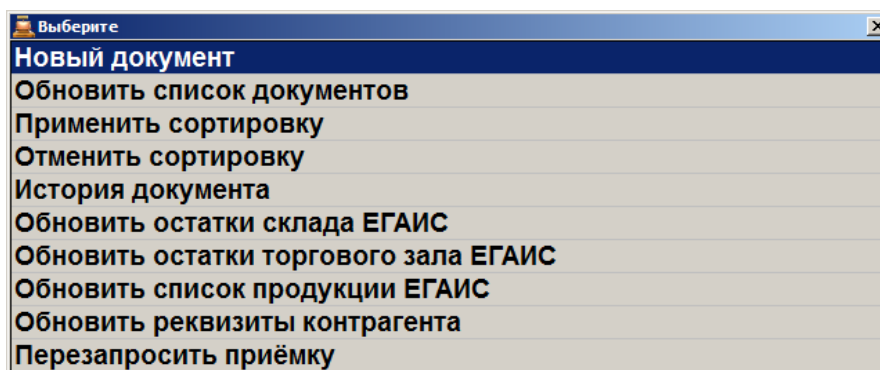 Выберите
Новый документ
Обновить список документов
Применить сортировку
Отменить сортировку
История документа
Обновить остатки склада ЕГАИС
Обновить остатки торгового зала ЕГАИС
Обновить список продукции ЕГАИС
Обновить реквизиты контрагента
Перезапросить приёмку